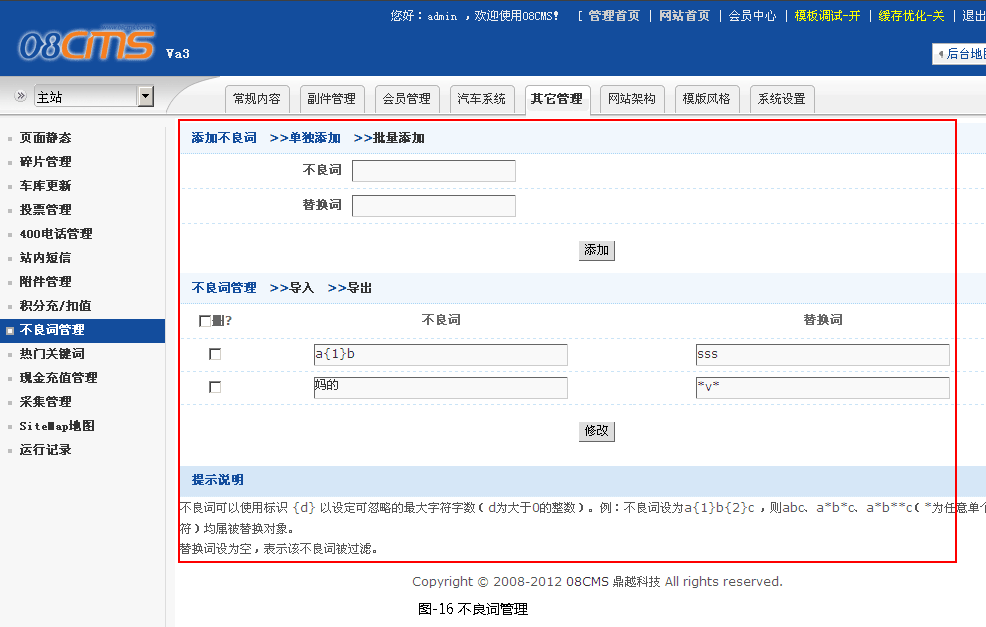 您好：admin ，欢迎使用08CMS! [ 管理首页 | 网站首页 | 会员中心 | 模板调试-开 | 缓存优化-关 | 退出
08CMS Va3
后台地
主站
常规内容 副件管理 会员管理 汽车系统 其它管理 网站架构 模版风格 系统设置
页面静态
碎片管理
车库更新
投票管理
400电话管理
站内短信
附件管理
积分充/扣值
不良词管理
热门关键词
现金充值管理
采集管理
SiteMap地图
运行记录
添加不良词 >>单独添加 >>批量添加
不良词
替换词
添加
不良词管理 >>导入 >>导出
删? 不良词 替换词
a{1}b sss
妈的 *v*
修改
提示说明
不良词可以使用标识 {d} 以设定可忽略的最大字符字数（d为大于0的整数）。例：不良词设为a{1}b{2}c ，则abc、a*b*c、a*b**c（*为任意单个
符）均属被替换对象。
替换词设为空，表示该不良词被过滤。
Copyright © 2008-2012 08CMS 鼎越科技 All rights reserved.
图-16 不良词管理